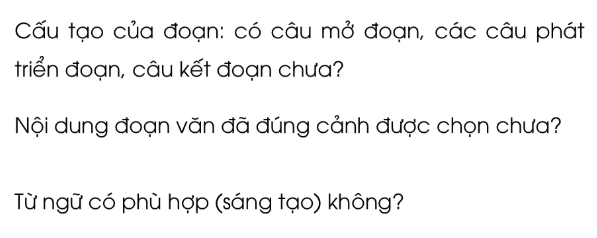 Cấu tạo của đoạn: có câu mở đoạn, các câu phát
triển đoạn, câu kết đoạn chưa?
Nội dung đoạn văn đã đúng cảnh được chọn chưa?
Từ ngữ có phù hợp (sáng tạo) không?